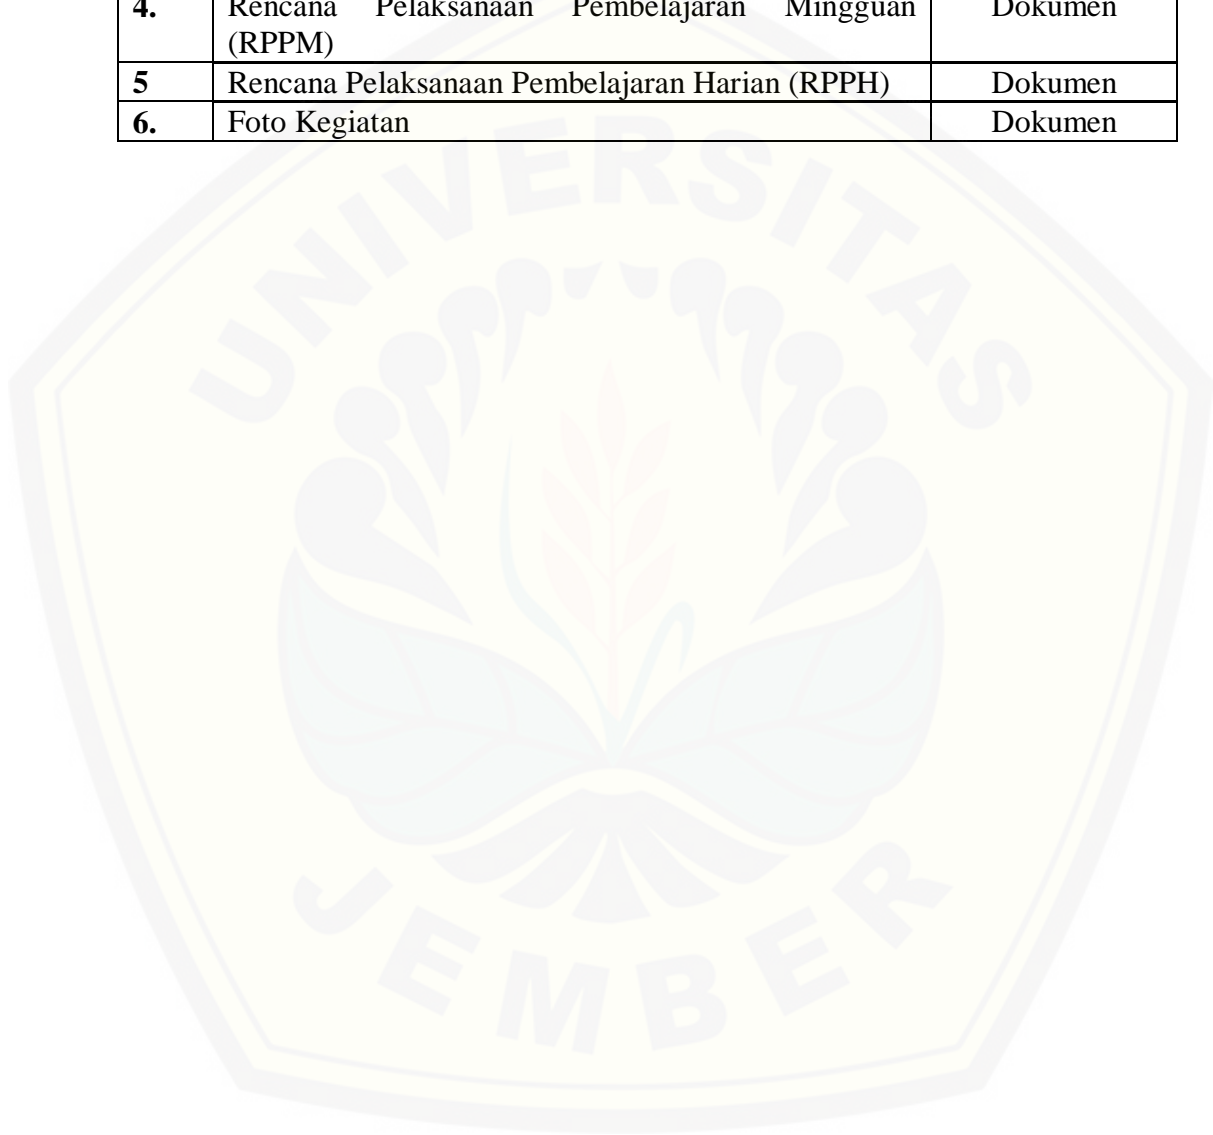 4. Rencana Pelaksanaan Pembelajaran Mingguan Dokumen
(RPPM)
5 Rencana Pelaksanaan Pembelajaran Harian (RPPH) Dokumen
6. Foto Kegiatan Dokumen
UNIVERSITAS
JEMBER